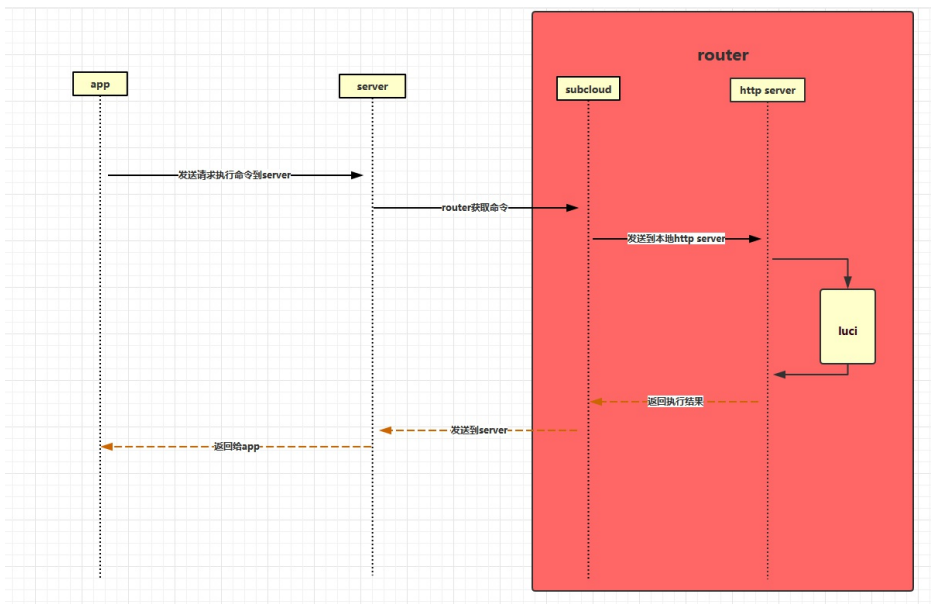 router
app
server
subcloud
http server
发送请求执行命令到server
router获取命令
发送到本地http server
luci
返回执行结果
发送到server
返回给app